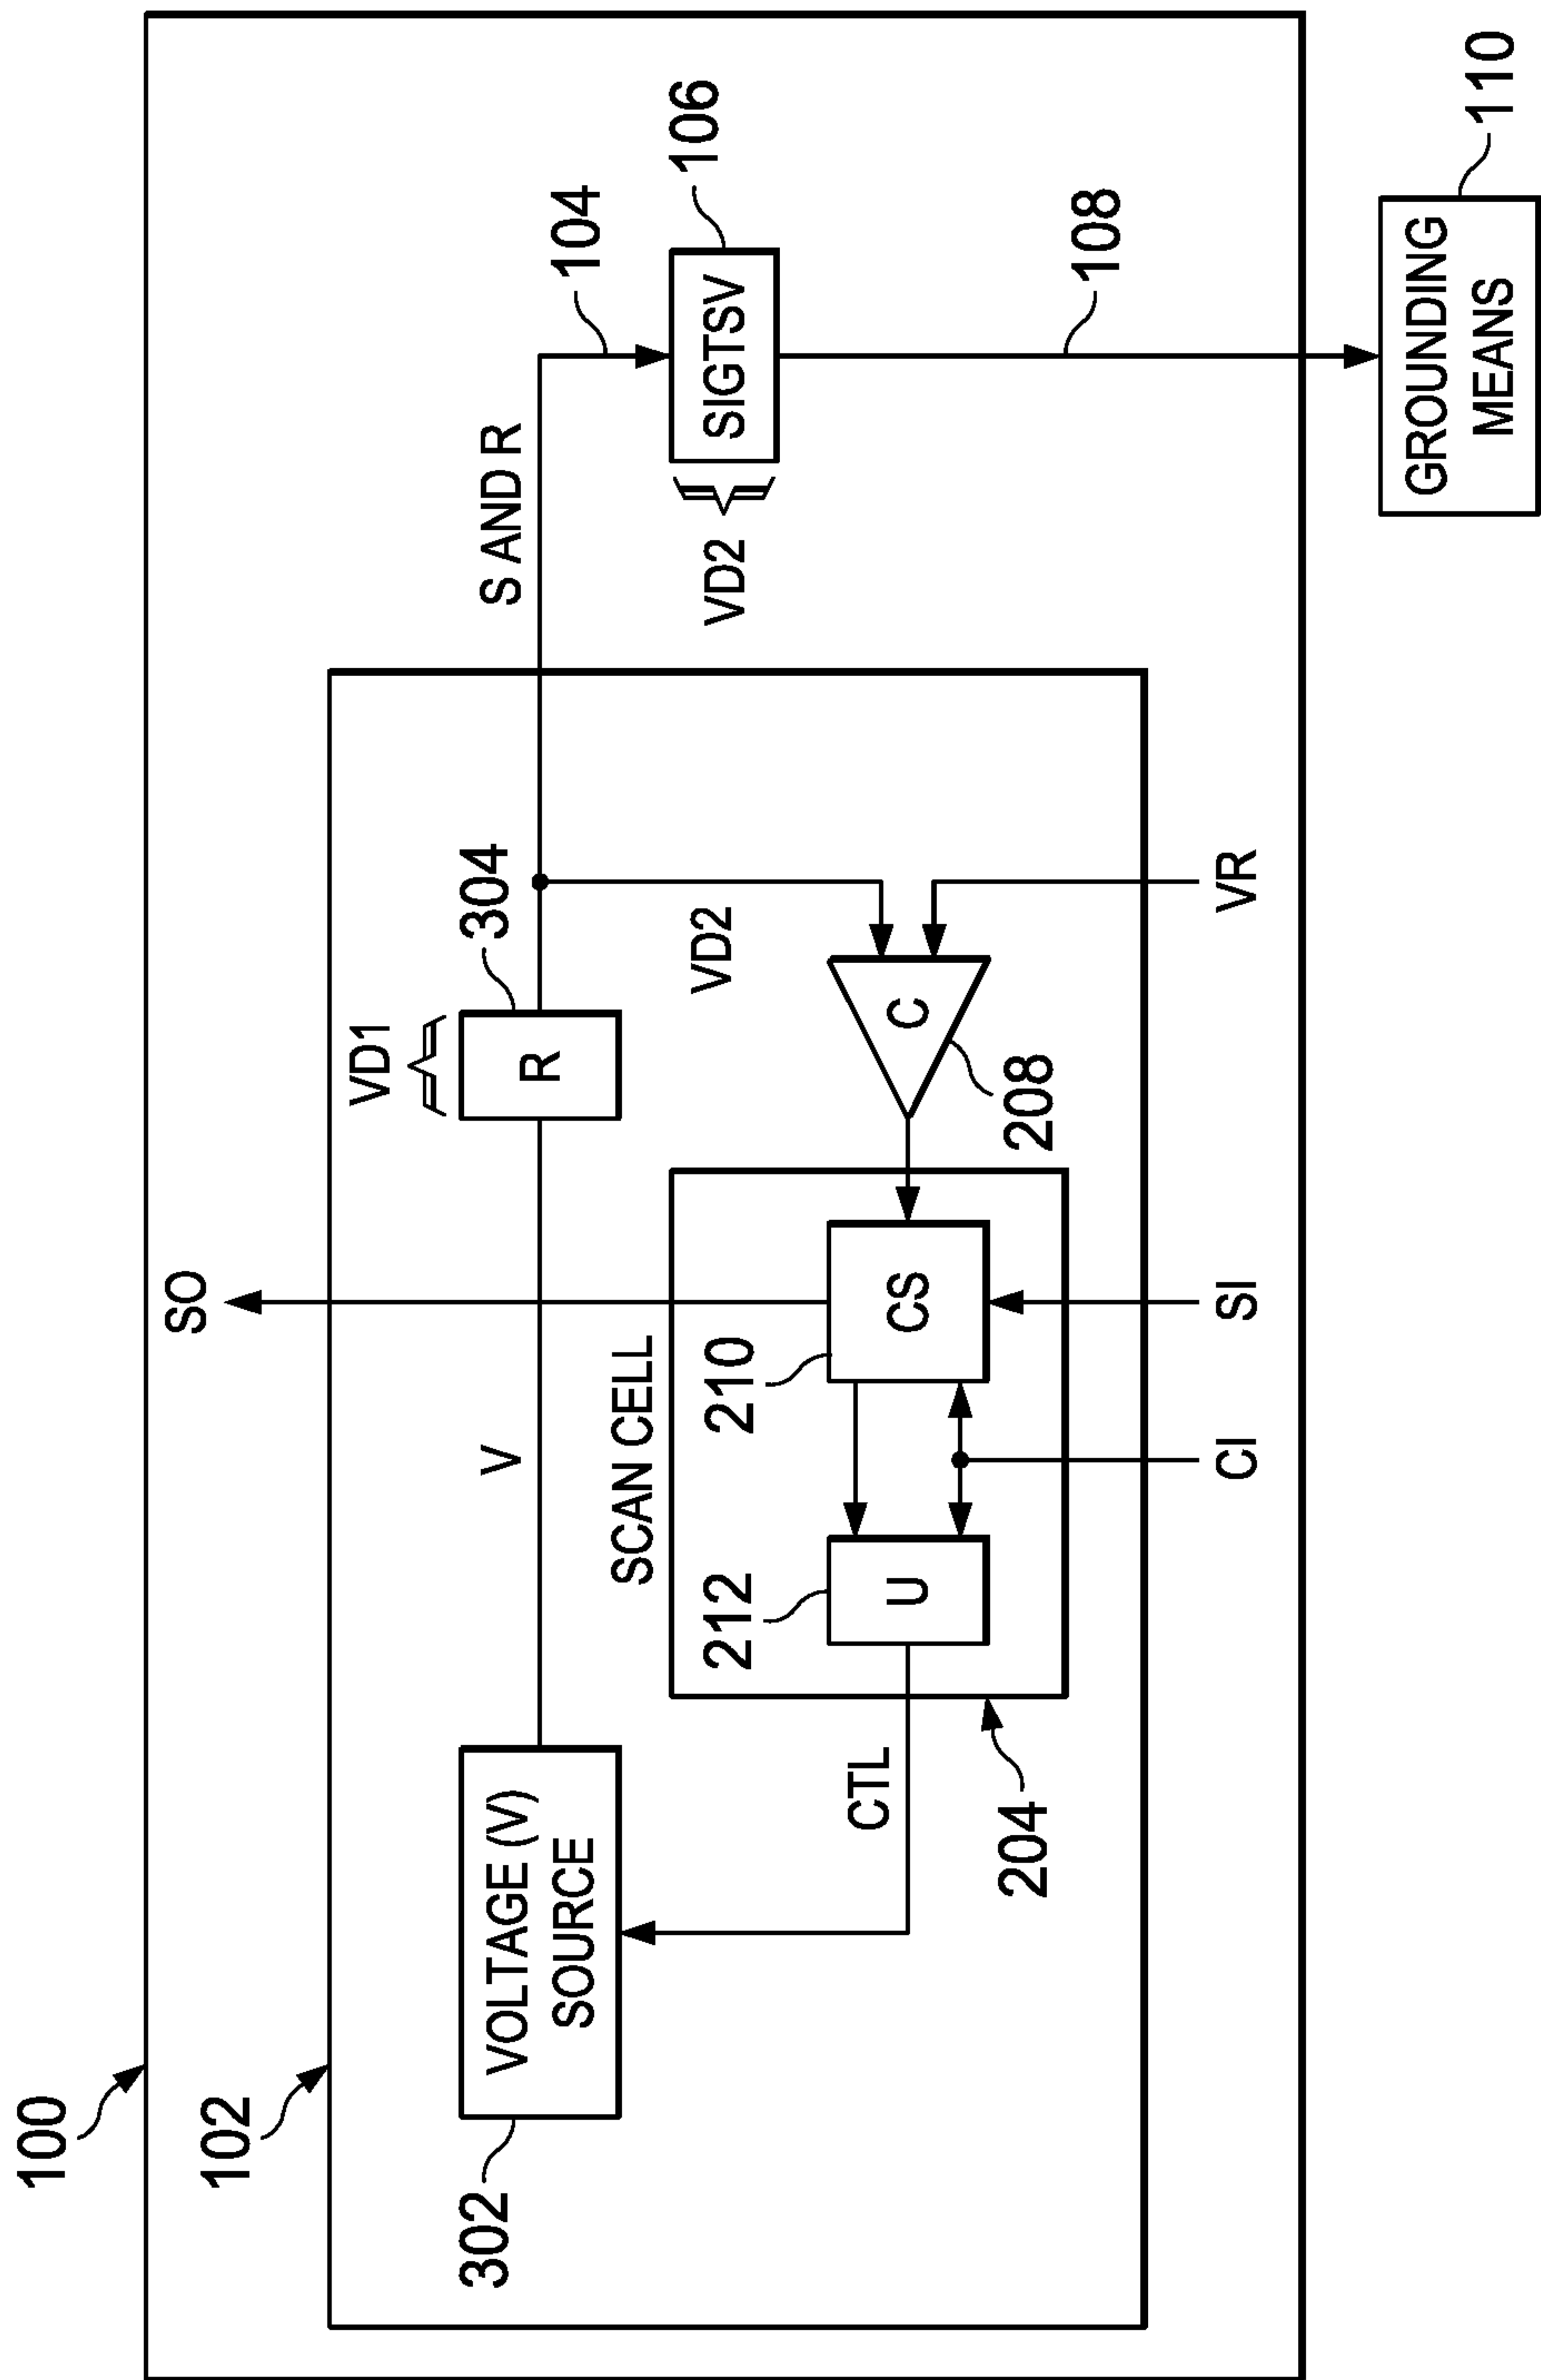 100
102
SO
VD1
304
302
VOLTAGE (V)
SOURCE
V
R
S AND R
104
106
SIGTSV
VD2
SCAN CELL
VD2
212
210
U
CS
C
208
CTL
204
108
CI
SI
VR
GROUNDING
MEANS
110